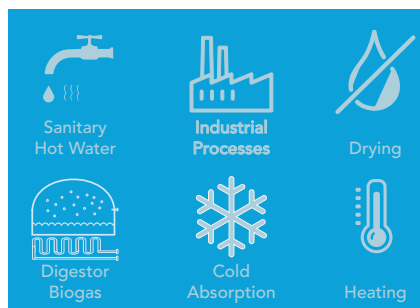 Sanitary
Hot Water
Industrial
Processes
Drying
Digestor
Biogas
Cold
Absorption
Heating